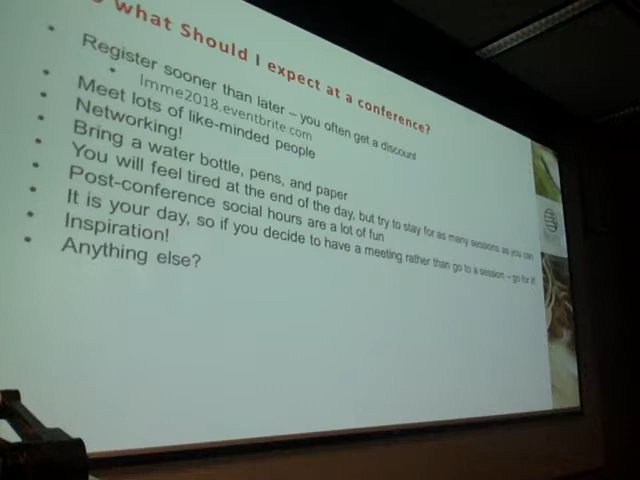 what Should I expect at a conference?
Register sooner than later – you often get a discount
Imme2018.eventbrite.com
Meet lots of like-minded people
Networking!
Bring a water bottle, pens, and paper
You will feel tired at the end of the day, but try to stay for as many sessions as you can
Post-conference social hours are a lot of fun
It is your day, so if you decide to have a meeting rather than go to a session – go for it!
Inspiration!
Anything else?